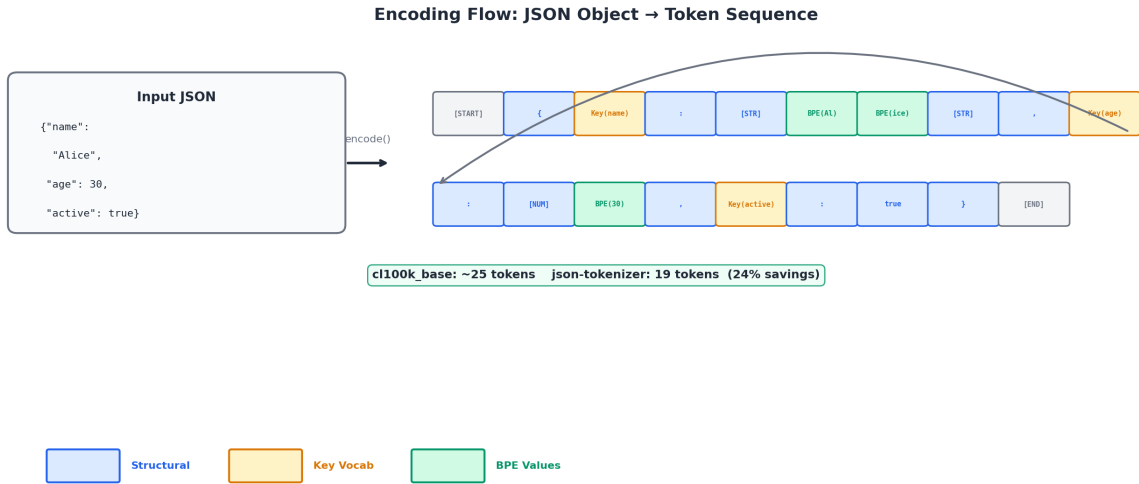 Encoding Flow: JSON Object → Token Sequence
Input JSON
{"name":
"Alice",
"age": 30,
"active": true}
encode()
[START] { Key(name) : [STR] BPE(Al) BPE(ice) [STR] , Key(age)
: [NUM] BPE(30) , Key(active) : true } [END]
cl100k_base: ~25 tokens    json-tokenizer: 19 tokens  (24% savings)
Structural Key Vocab BPE Values